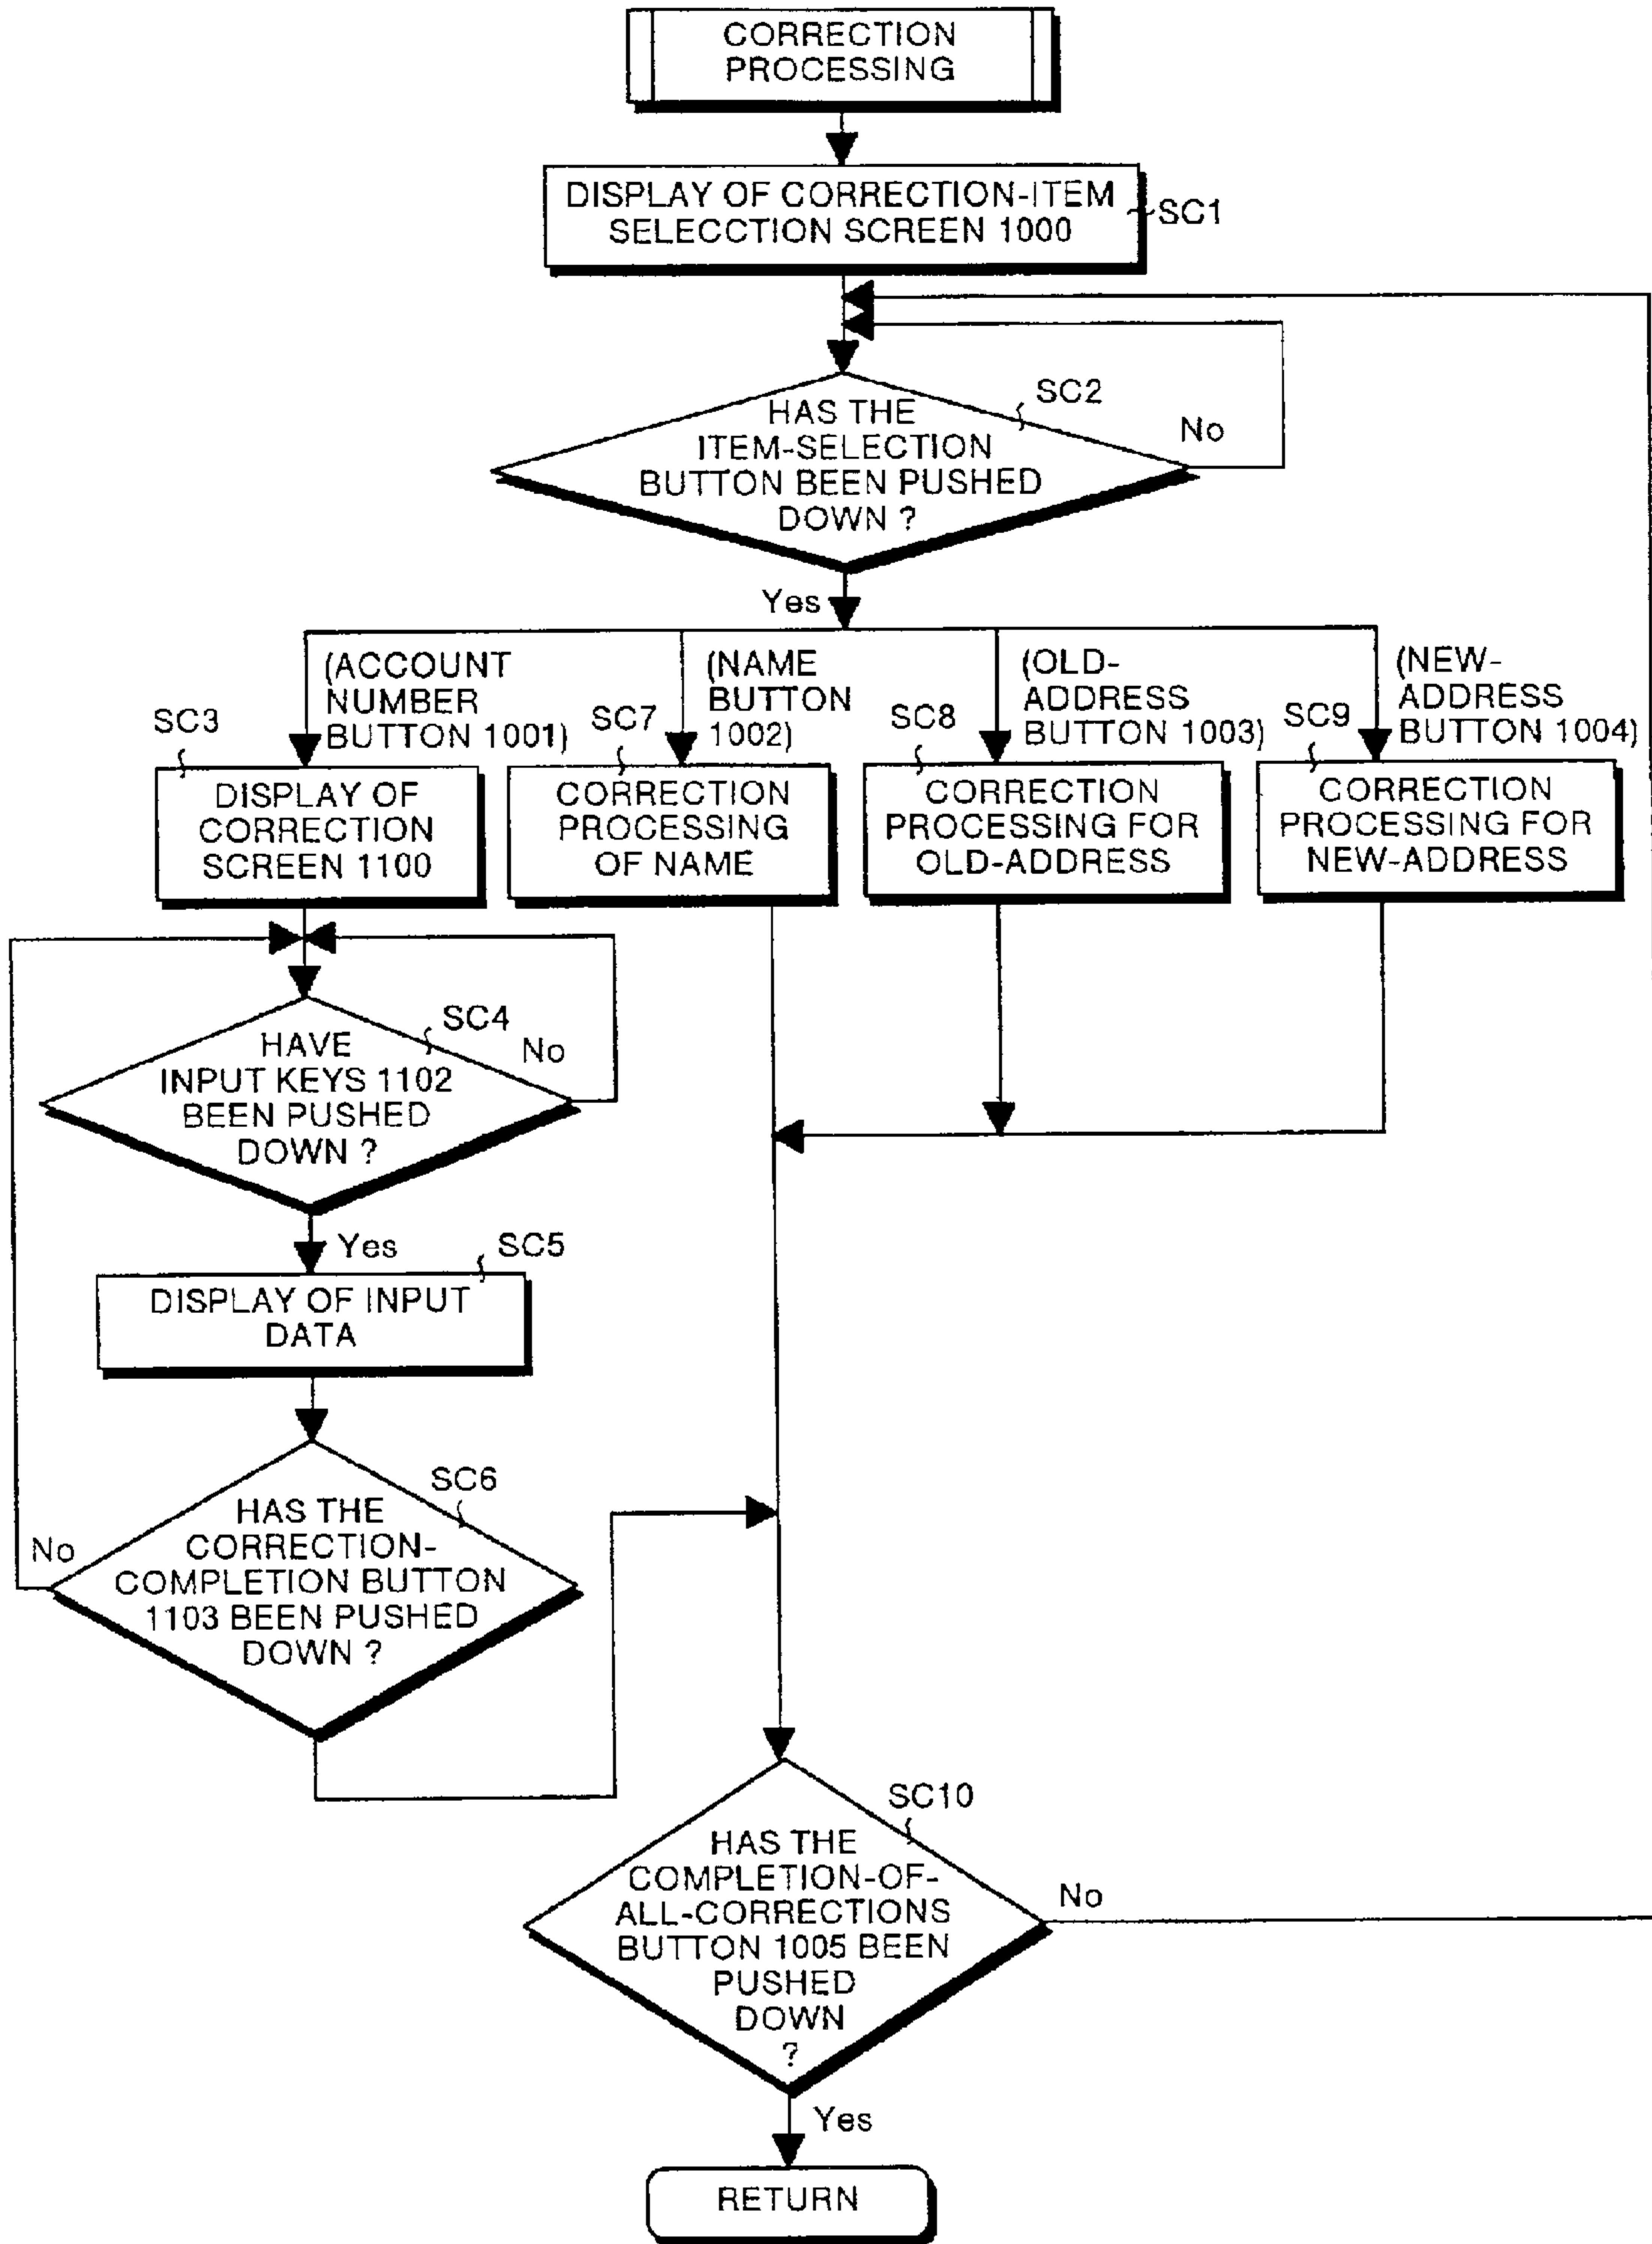 CORRECTION
PROCESSING
DISPLAY OF CORRECTION-ITEM
SELECCTION SCREEN 1000
SC1
SC2
HAS THE
ITEM-SELECTION
BUTTON BEEN PUSHED
DOWN ?
No
Yes
(ACCOUNT
NUMBER
BUTTON 1001)
(NAME
BUTTON
1002)
(OLD-
ADDRESS
BUTTON 1003)
(NEW-
ADDRESS
BUTTON 1004)
SC3
DISPLAY OF
CORRECTION
SCREEN 1100
SC7
CORRECTION
PROCESSING
OF NAME
SC8
CORRECTION
PROCESSING FOR
OLD-ADDRESS
SC9
CORRECTION
PROCESSING FOR
NEW-ADDRESS
SC4
HAVE
INPUT KEYS 1102
BEEN PUSHED
DOWN ?
No
Yes
SC5
DISPLAY OF INPUT
DATA
SC6
HAS THE
CORRECTION-
COMPLETION BUTTON
1103 BEEN PUSHED
DOWN ?
No
SC10
HAS THE
COMPLETION-OF-
ALL-CORRECTIONS
BUTTON 1005 BEEN
PUSHED
DOWN
?
No
Yes
RETURN